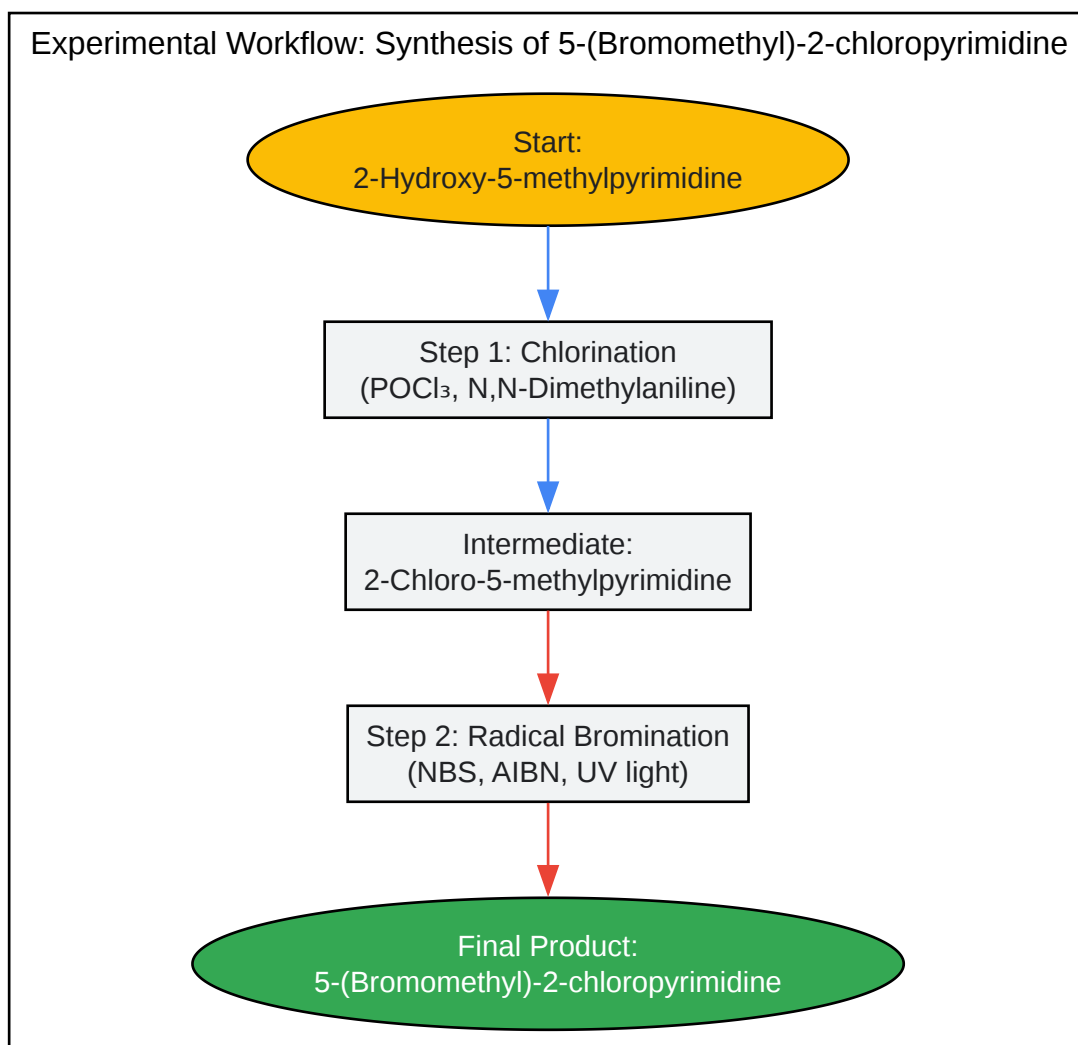 Experimental Workflow: Synthesis of 5-(Bromomethyl)-2-chloropyrimidine
Start:
2-Hydroxy-5-methylpyrimidine
Step 1: Chlorination
(POCl₃, N,N-Dimethylaniline)
Intermediate:
2-Chloro-5-methylpyrimidine
Step 2: Radical Bromination
(NBS, AIBN, UV light)
Final Product:
5-(Bromomethyl)-2-chloropyrimidine